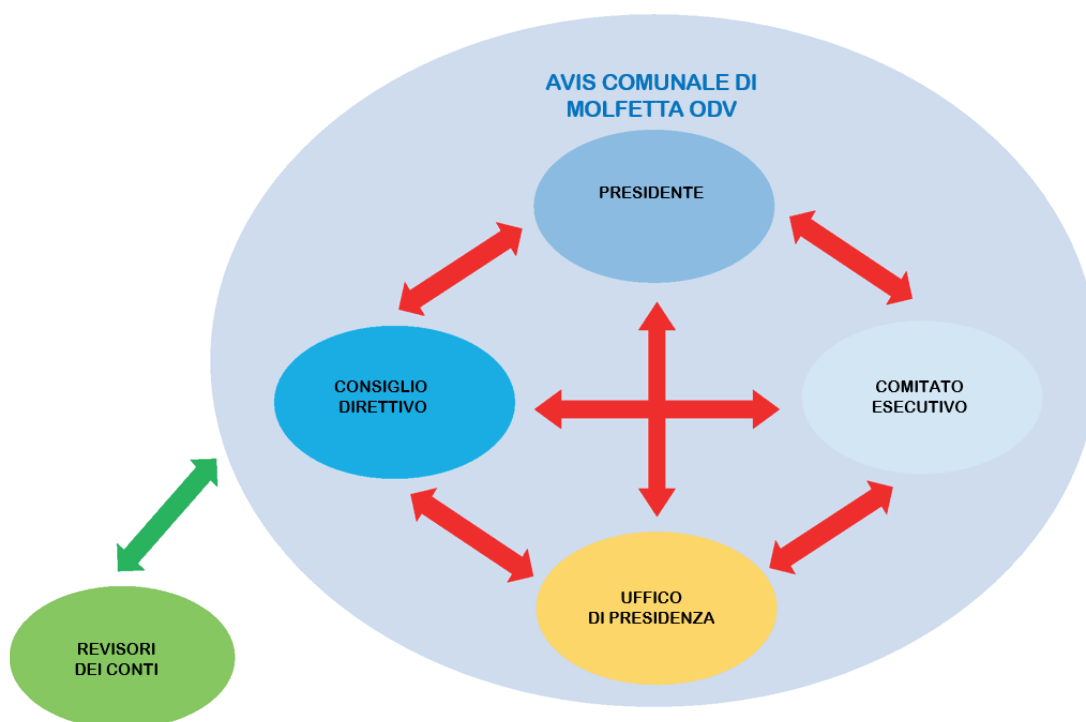 AVIS COMUNALE DI
MOLFETTA ODV
PRESIDENTE
CONSIGLIO
DIRETTIVO
COMITATO
ESECUTIVO
UFFICO
DI PRESIDENZA
REVISORI
DEI CONTI